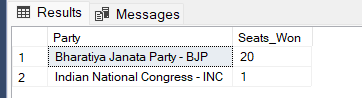 Results Messages
Party Seats_Won
1 Bharatiya Janata Party - BJP 20
2 Indian National Congress - INC 1